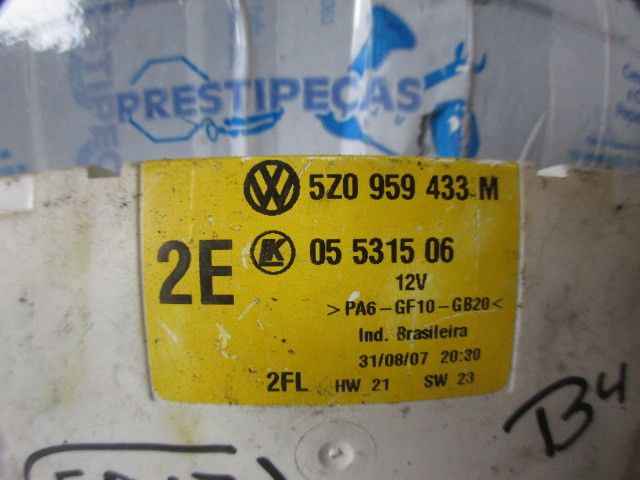 PRESTIPEÇAS
5Z0 959 433 M
2E
05 5315 06
12V
>PA6-GF10-GB20<
Ind. Brasileira
31/08/07 20:30
2FL HW 21 SW 23
B4